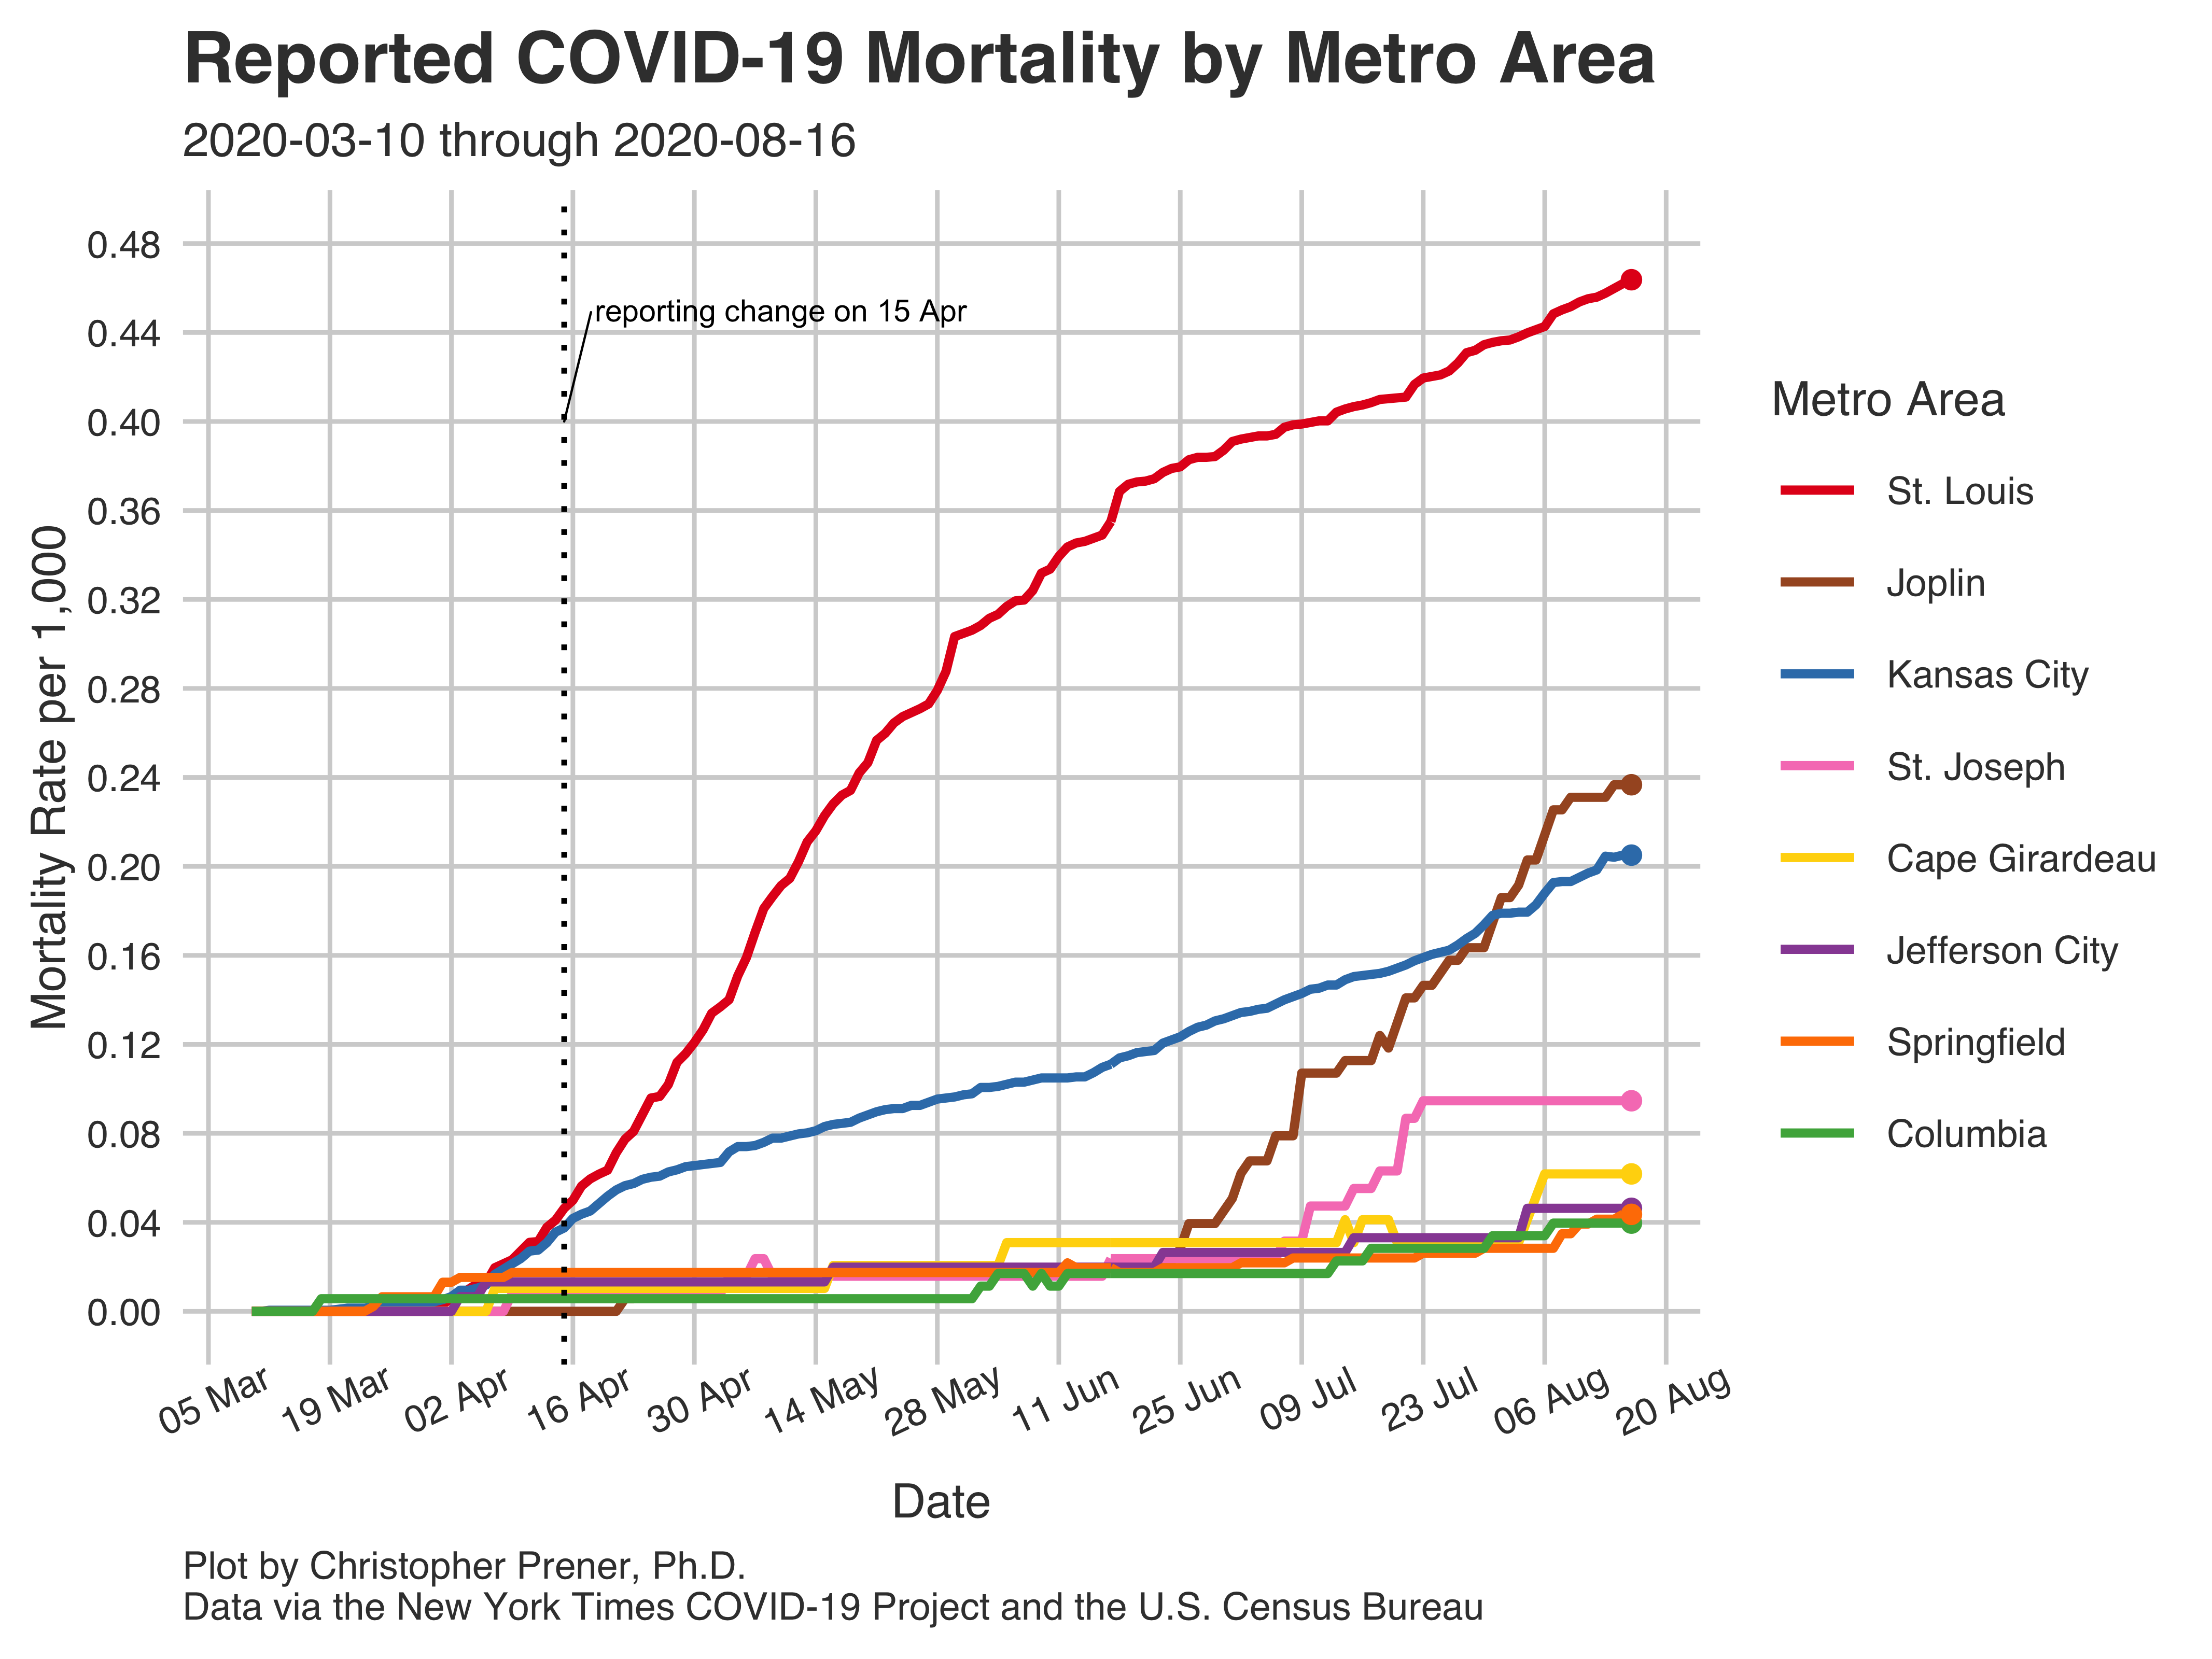 Reported COVID-19 Mortality by Metro Area
2020-03-10 through 2020-08-16
Mortality Rate per 1,000
0.48
0.44
0.40
0.36
0.32
0.28
0.24
0.20
0.16
0.12
0.08
0.04
0.00
reporting change on 15 Apr
05 Mar
19 Mar
02 Apr
16 Apr
30 Apr
14 May
28 May
11 Jun
25 Jun
09 Jul
23 Jul
06 Aug
20 Aug
Date
Metro Area
St. Louis
Joplin
Kansas City
St. Joseph
Cape Girardeau
Jefferson City
Springfield
Columbia
Plot by Christopher Prener, Ph.D.
Data via the New York Times COVID-19 Project and the U.S. Census Bureau